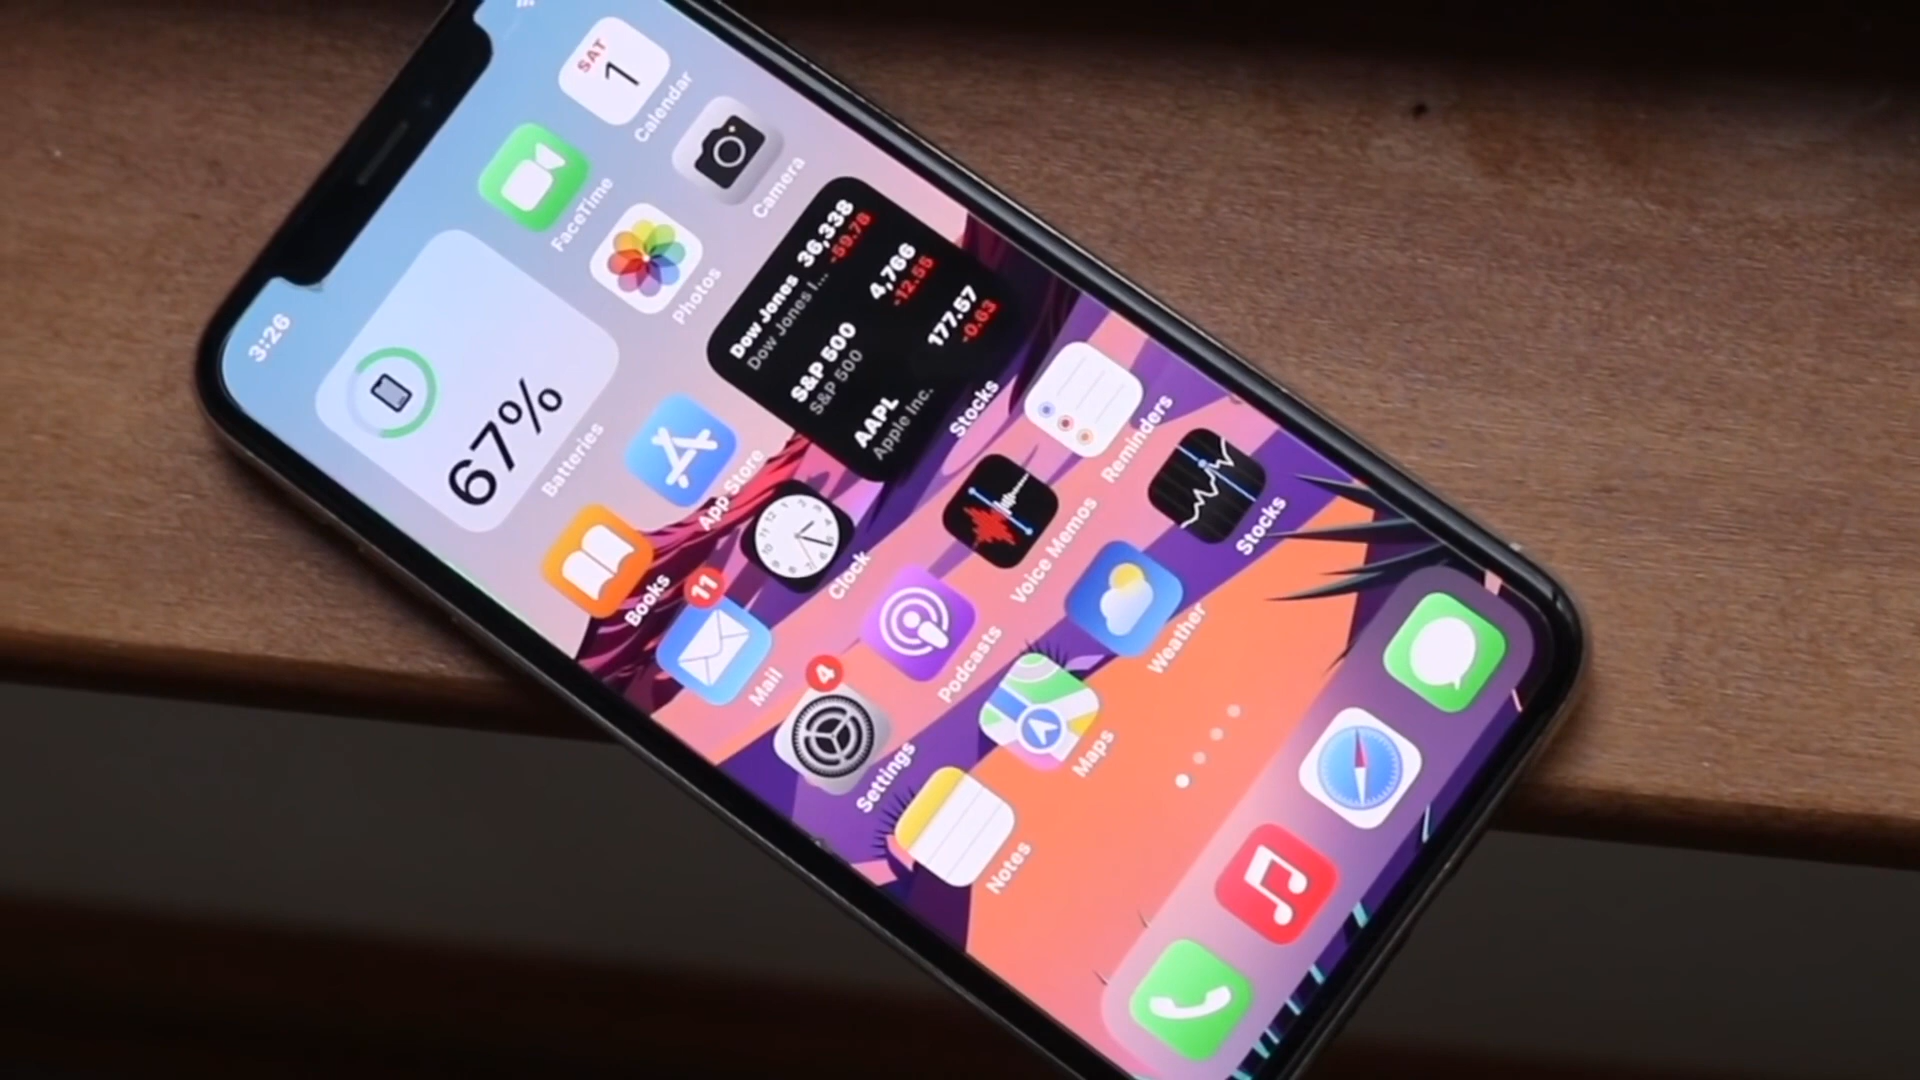 3:26
67%
Batteries
FaceTime
SAT
1
Calendar
Photos
Camera
Books
App Store
Dow Jones 36,338
Dow Jones I... -59.78
S&P 500 4,766
S&P 500 -12.55
AAPL 177.57
Apple Inc. -0.63
Stocks
11
Mail
Clock
4
Settings
Podcasts
Voice Memos
Reminders
Notes
Maps
Weather
Stocks